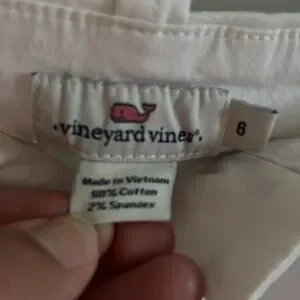 vineyard vines®.
6
Made in Vietnam
98% Cotton
2% Spandex